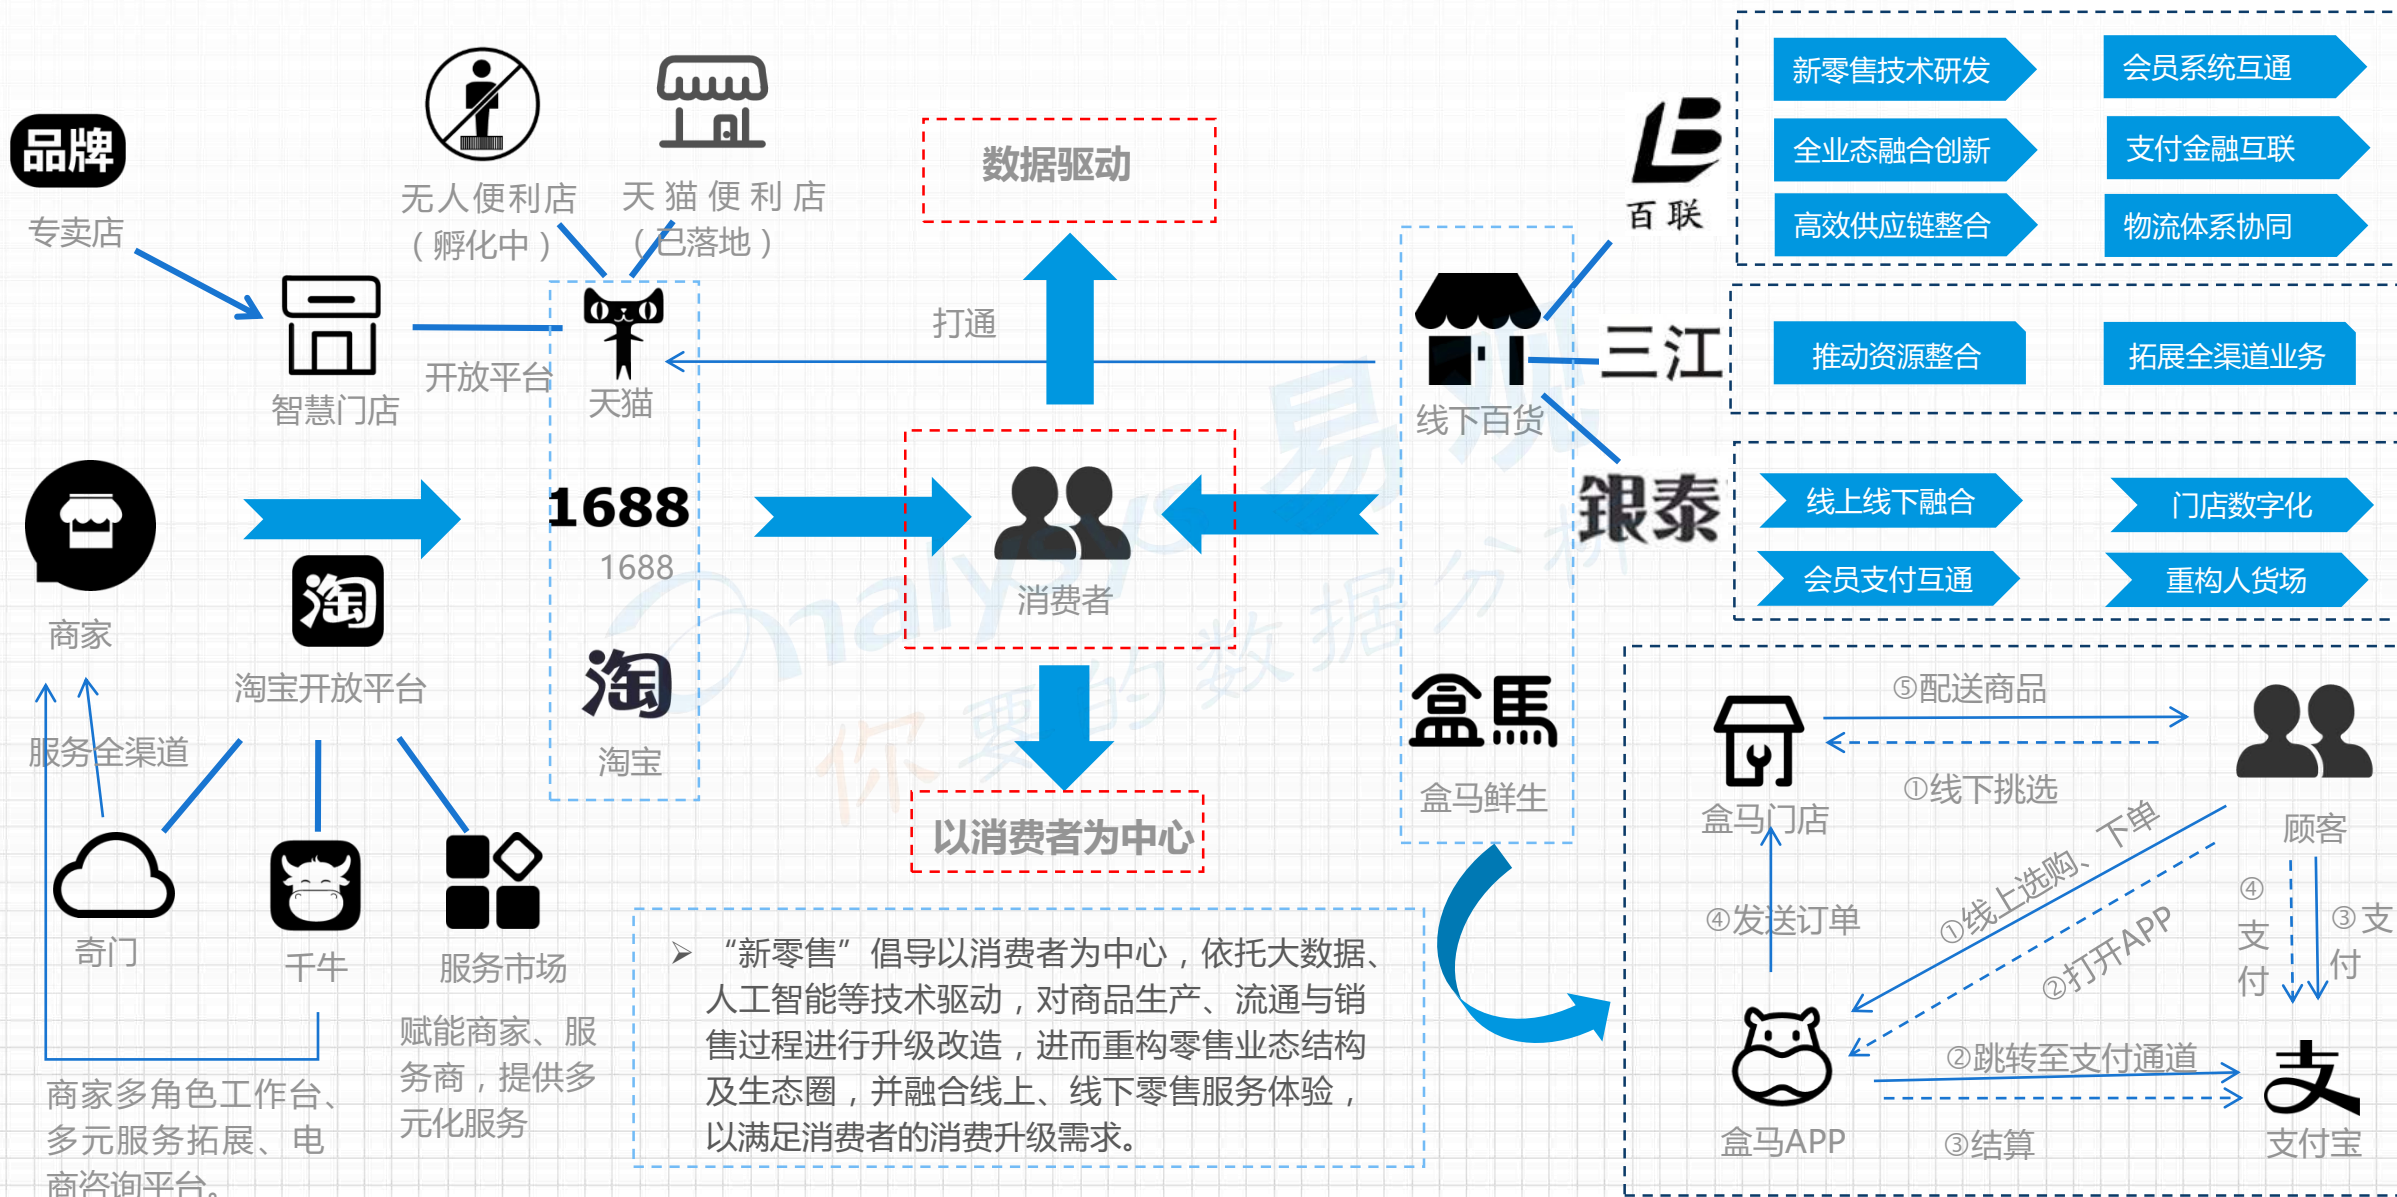 品牌
专卖店
无人便利店
（孵化中）
天猫便利店
（已落地）
智慧门店
开放平台
天猫
打通
数据驱动
商家
淘
淘宝开放平台
服务全渠道
1688
1688
淘
淘宝
消费者
以消费者为中心
奇门
千牛
服务市场
商家多角色工作台、
多元服务拓展、电
商咨询平台。
赋能商家、服
务商，提供多
元化服务
“新零售”倡导以消费者为中心，依托大数据、
人工智能等技术驱动，对商品生产、流通与销
售过程进行升级改造，进而重构零售业态结构
及生态圈，并融合线上、线下零售服务体验，
以满足消费者的消费升级需求。
线下百货
盒馬
盒马鲜生
百联
三江
银泰
新零售技术研发
会员系统互通
全业态融合创新
支付金融互联
高效供应链整合
物流体系协同
推动资源整合
拓展全渠道业务
线上线下融合
门店数字化
会员支付互通
重构人货场
盒马门店
⑤配送商品
①线下挑选
顾客
④发送订单
①线上选购、下单
②打开APP
④支付
③支付
盒马APP
②跳转至支付通道
③结算
支
支付宝
analysys 易观
你要的数据分析